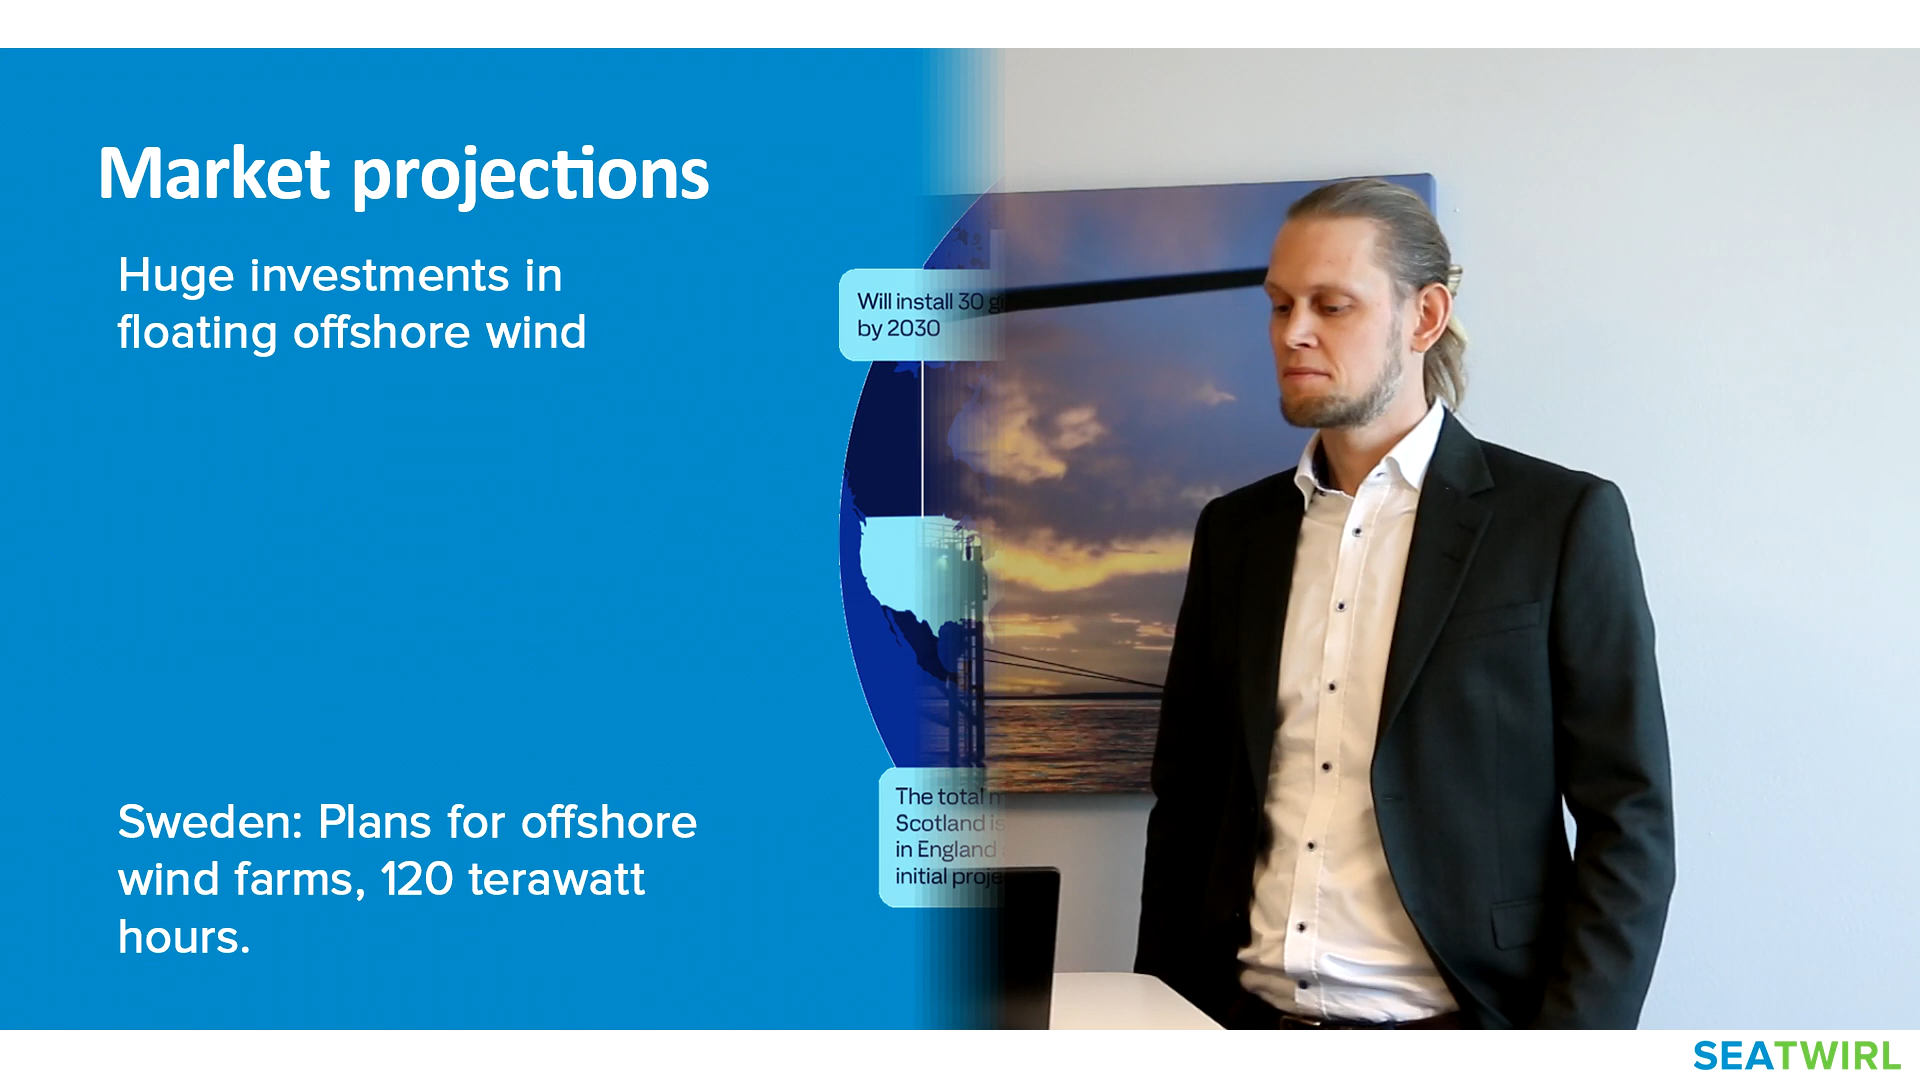 Market projections
Huge investments in
floating offshore wind
Will install 30
by 2030
The total
Scotland is
in England
initial
Sweden: Plans for offshore
wind farms, 120 terawatt
hours.
SEATWIRL